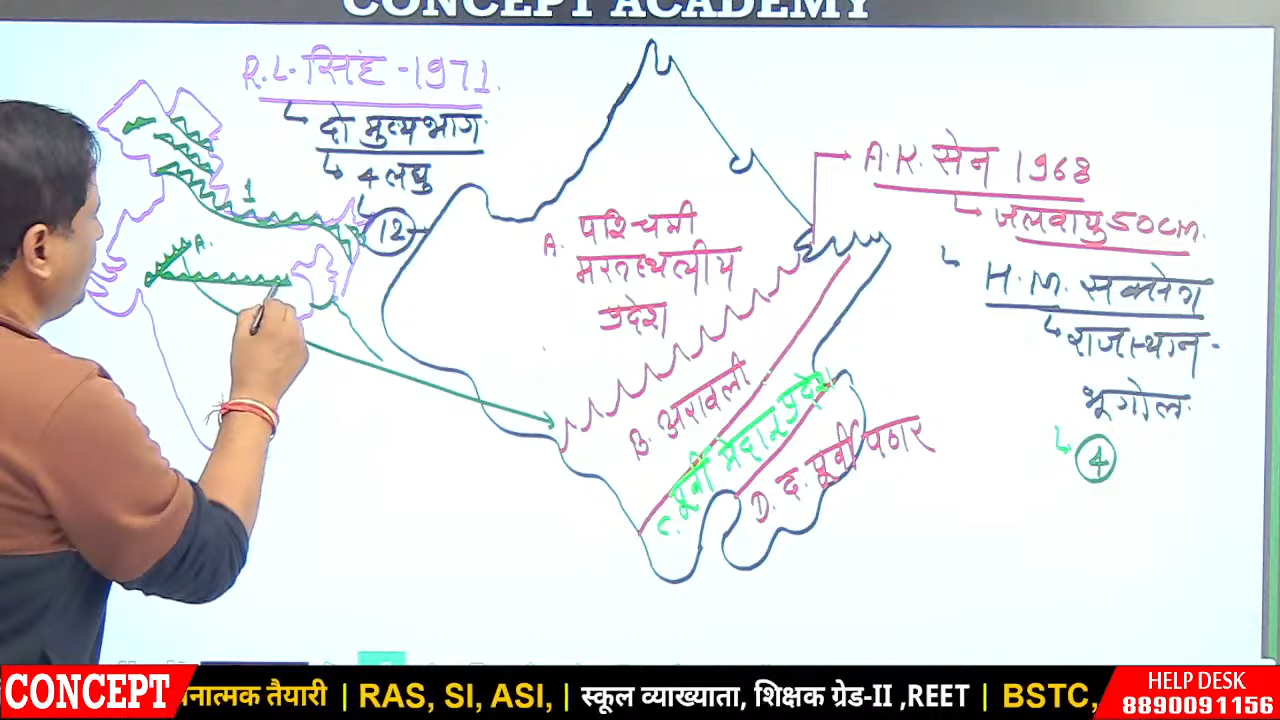 CONCEPT ACADEMY
R.L. सिंह - 1971.
दो मुख्य भाग
4 लघु
12
1
A.
A. पश्चिमी
मरुस्थलीय
प्रदेश
B. अरावली
C. पूर्वी मैदान प्रदेश
D. द. पूर्वी पठार
A.K. सेन 1968
जलवायु 50cm.
H.M. सक्सेना
राजस्थान -
भूगोल.
4
CONCEPT
नात्मक तैयारी | RAS, SI, ASI, | स्कूल व्याख्याता, शिक्षक ग्रेड-II ,REET | BSTC,
HELP DESK
8890091156